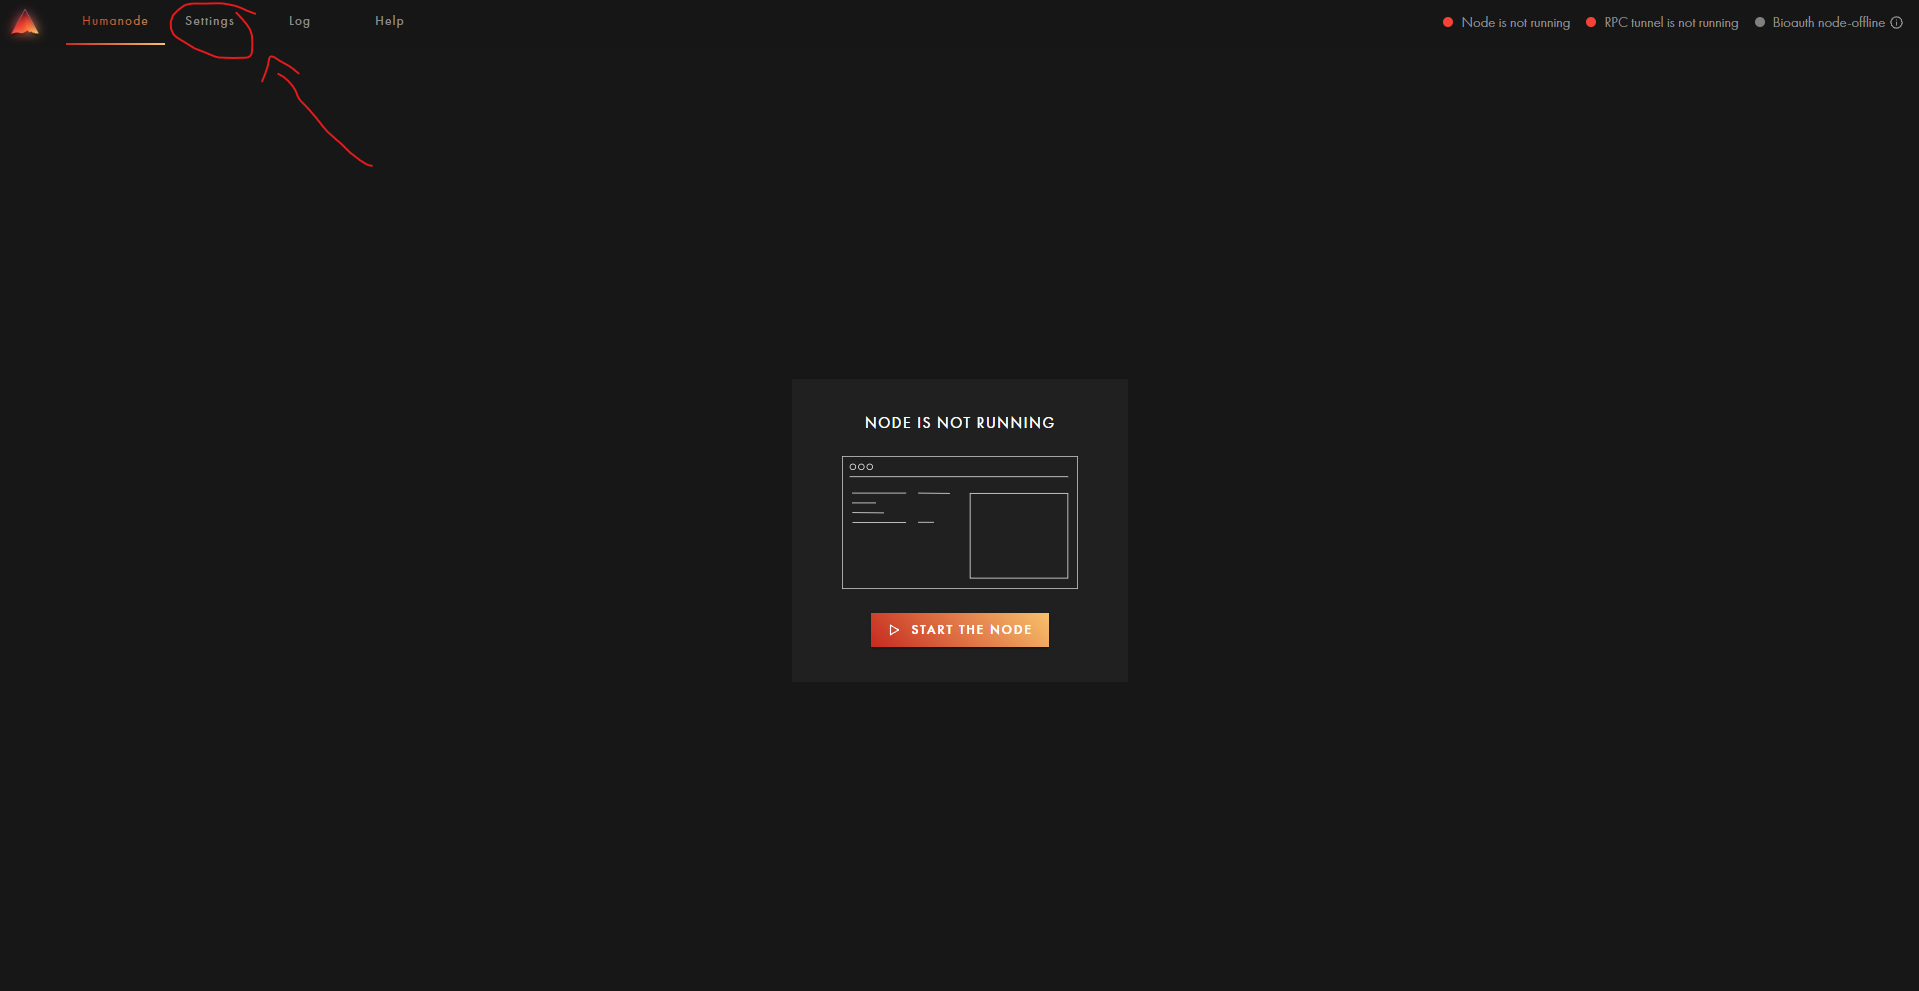 Humanode Settings Log Help Node is not running RPC tunnel is not running Bioauth node-offline
NODE IS NOT RUNNING
START THE NODE